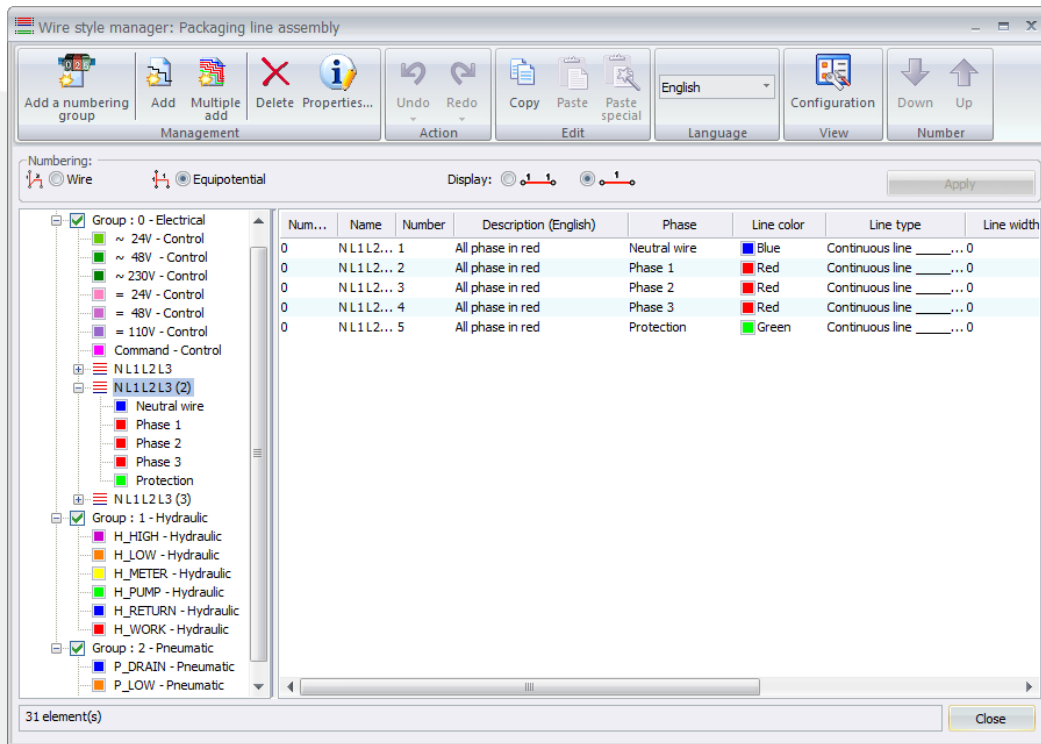 Wire style manager: Packaging line assembly
Add a numbering group
Add
Multiple add
Delete
Properties...
Management
Undo
Redo
Action
Copy
Paste
Paste special
Edit
English
Language
Configuration
View
Down
Up
Number
Numbering:
Wire
Equipotential
Display:
1 1
1
Apply
Group : 0 - Electrical
~ 24V - Control
~ 48V - Control
~ 230V - Control
= 24V - Control
= 48V - Control
= 110V - Control
Command - Control
N L1 L2 L3
N L1 L2 L3 (2)
Neutral wire
Phase 1
Phase 2
Phase 3
Protection
N L1 L2 L3 (3)
Group : 1 - Hydraulic
H_HIGH - Hydraulic
H_LOW - Hydraulic
H_METER - Hydraulic
H_PUMP - Hydraulic
H_RETURN - Hydraulic
H_WORK - Hydraulic
Group : 2 - Pneumatic
P_DRAIN - Pneumatic
P_LOW - Pneumatic
Num... Name Number Description (English) Phase Line color Line type Line width
0 N L1 L2... 1 All phase in red Neutral wire Blue Continuous line _____... 0
0 N L1 L2... 2 All phase in red Phase 1 Red Continuous line _____... 0
0 N L1 L2... 3 All phase in red Phase 2 Red Continuous line _____... 0
0 N L1 L2... 4 All phase in red Phase 3 Red Continuous line _____... 0
0 N L1 L2... 5 All phase in red Protection Green Continuous line _____... 0
31 element(s)
Close